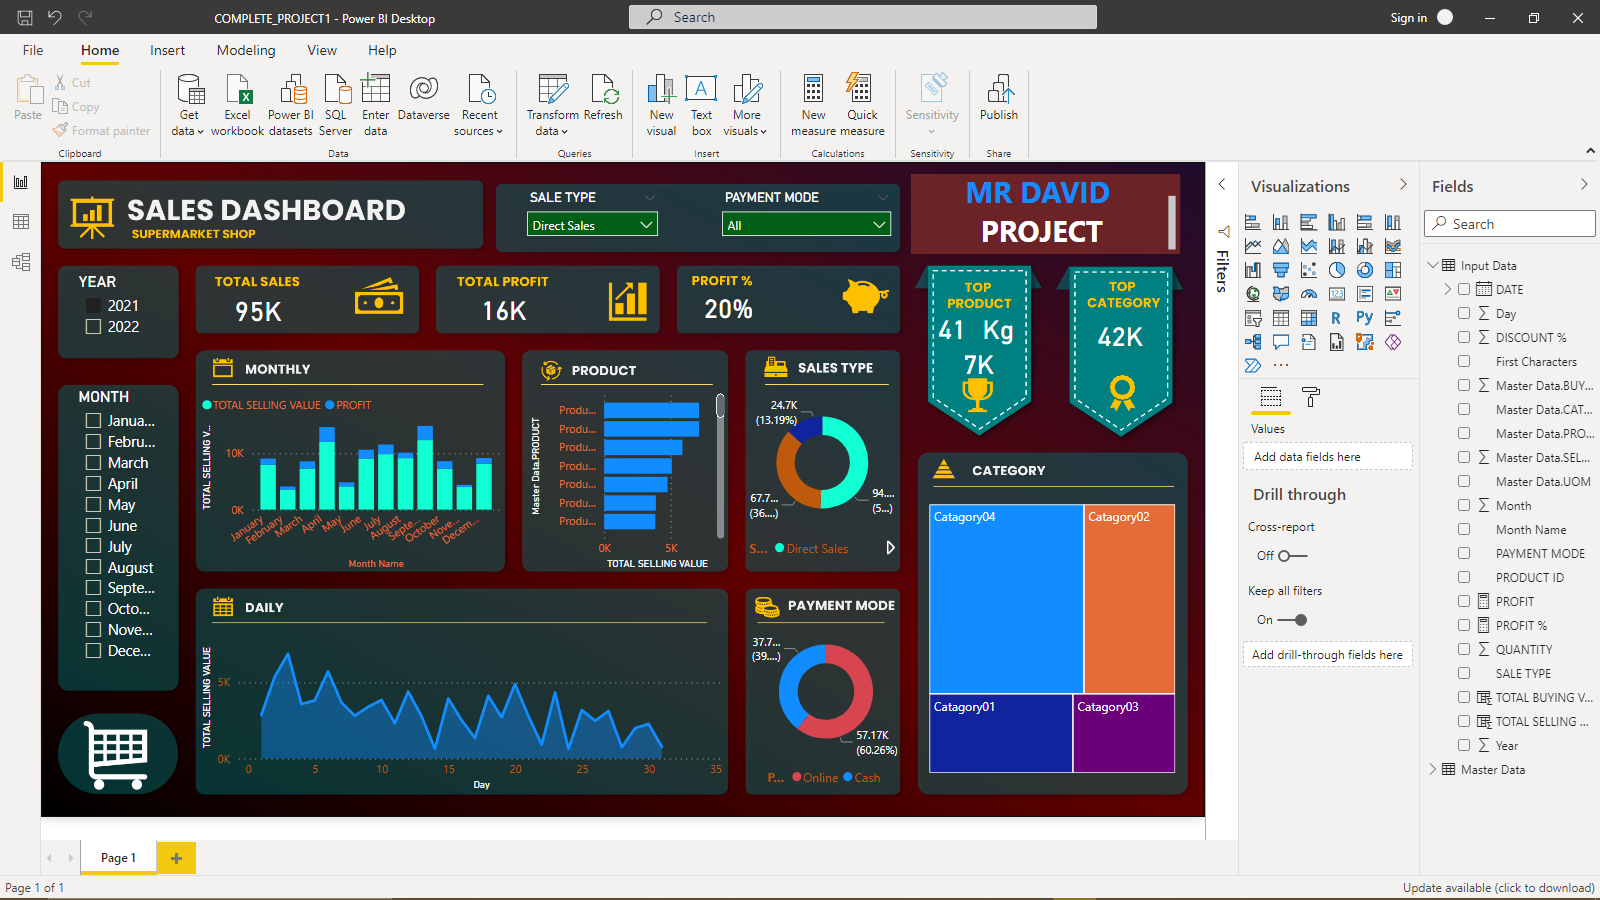 COMPLETE_PROJECT1 - Power BI Desktop
Search
Sign in
File
Home
Insert
Modeling
View
Help
Paste
Cut
Copy
Format painter
Get data
Excel workbook
Power BI datasets
SQL Server
Enter data
Dataverse
Recent sources
Transform data
Refresh
New visual
Text box
More visuals
New measure
Quick measure
Sensitivity
Publish
Clipboard
Data
Queries
Insert
Calculations
Sensitivity
Share
SALES DASHBOARD
SUPERMARKET SHOP
SALE TYPE
Direct Sales
PAYMENT MODE
All
MR DAVID
PROJECT
YEAR
2021
2022
TOTAL SALES
95K
TOTAL PROFIT
16K
PROFIT %
20%
TOP
PRODUCT
41 Kg
7K
TOP
CATEGORY
42K
MONTH
Janua...
Febru...
March
April
May
June
July
August
Septe...
Octo...
Nove...
Dece...
MONTHLY
TOTAL SELLING VALUE
PROFIT
TOTAL SELLING V...
10K
0K
January
February
March
April
May
June
July
August
Septe...
October
Nove...
Decem...
Month Name
PRODUCT
Master Data.PRODUCT
Produ...
Produ...
Produ...
Produ...
Produ...
Produ...
Produ...
0K
5K
TOTAL SELLING VALUE
SALES TYPE
24.7K
(13.19%)
67.7...
(36....)
94....
(5...)
S...
Direct Sales
CATEGORY
Catagory04
Catagory02
Catagory01
Catagory03
DAILY
TOTAL SELLING VALUE
5K
0K
0
5
10
15
20
25
30
35
Day
PAYMENT MODE
37.7...
(39....)
57.17K
(60.26%)
P...
Online
Cash
Filters
Visualizations
Values
Add data fields here
Drill through
Cross-report
Off
Keep all filters
On
Add drill-through fields here
Fields
Search
Input Data
DATE
Day
DISCOUNT %
First Characters
Master Data.BUY...
Master Data.CAT...
Master Data.PRO...
Master Data.SEL...
Master Data.UOM
Month
Month Name
PAYMENT MODE
PRODUCT ID
PROFIT
PROFIT %
QUANTITY
SALE TYPE
TOTAL BUYING V...
TOTAL SELLING ...
Year
Master Data
Page 1
Page 1 of 1
Update available (click to download)